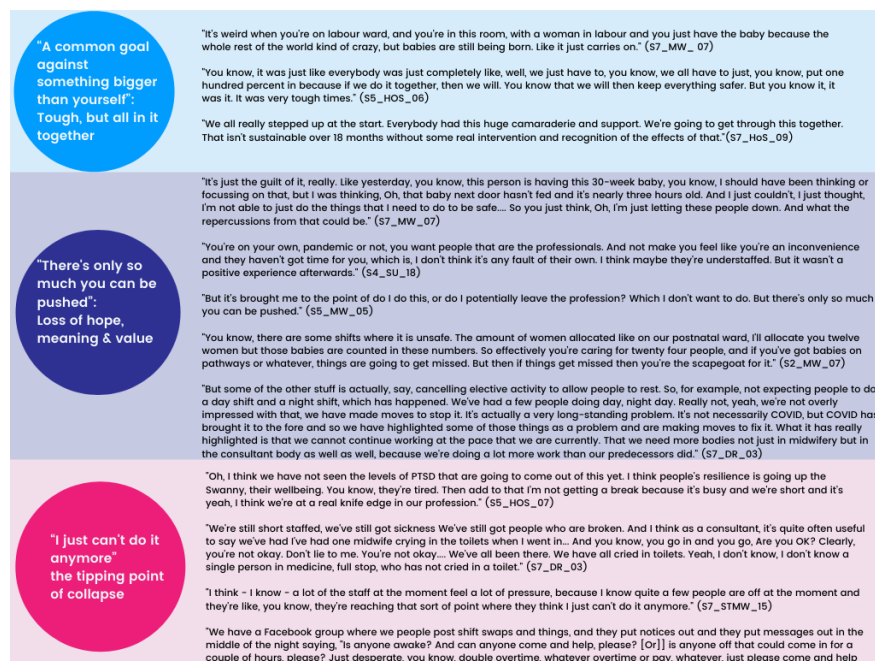 "A common goal
against
something bigger
than yourself":
Tough, but all in it
together
"It's weird when you're on labour ward, and you're in this room, with a woman in labour and you just have the baby because the
whole rest of the world kind of crazy, but babies are still being born. Like it just carries on." (S7_MW_ 07)
"You know, it was just like everybody was just completely like, well, we just have to, you know, we all have to just, you know, put one
hundred percent in because if we do it together, then we will. You know that we will then keep everything safer. But you know it, it
was it. It was very tough times." (S5_HOS_06)
"We all really stepped up at the start. Everybody had this huge camaraderie and support. We're going to get through this together.
That isn't sustainable over 18 months without some real intervention and recognition of the effects of that."(S7_HoS_09)
"There's only so
much you can be
pushed":
Loss of hope,
meaning & value
"It's just the guilt of it, really. Like yesterday, you know, this person is having this 30-week baby, you know, I should have been thinking or
focussing on that, but I was thinking, Oh, that baby next door hasn't fed and it's nearly three hours old. And I just couldn't, I just thought,
I'm not able to just do the things that I need to do to be safe.... So you just think, Oh, I'm just letting these people down. And what the
repercussions from that could be." (S7_MW_07)
"You're on your own, pandemic or not, you want people that are the professionals. And not make you feel like you're an inconvenience
and they haven't got time for you, which is, I don't think it's any fault of their own. I think maybe they're understaffed. But it wasn't a
positive experience afterwards." (S4_SU_18)
"But it's brought me to the point of do I do this, or do I potentially leave the profession? Which I don't want to do. But there's only so much
you can be pushed." (S5_MW_05)
"You know, there are some shifts where it is unsafe. The amount of women allocated like on our postnatal ward, I'll allocate you twelve
women but those babies are counted in these numbers. So effectively you're caring for twenty four people, and if you've got babies on
pathways or whatever, things are going to get missed. But then if things get missed then you're the scapegoat for it." (S2_MW_07)
"But some of the other stuff is actually, say, cancelling elective activity to allow people to rest. So, for example, not expecting people to do
a day shift and a night shift, which has happened. We've had a few people doing day, night day. Really not, yeah, we're not overly
impressed with that, we have made moves to stop it. It's actually a very long-standing problem. It's not necessarily COVID, but COVID has
brought it to the fore and so we have highlighted some of those things as a problem and are making moves to fix it. What it has really
highlighted is that we cannot continue working at the pace that we are currently. That we need more bodies not just in midwifery but in
the consultant body as well as well, because we're doing a lot more work than our predecessors did." (S7_DR_03)
"I just can't do it
anymore"
the tipping point
of collapse
"Oh, I think we have not seen the levels of PTSD that are going to come out of this yet. I think people's resilience is going up the
Swanny, their wellbeing. You know, they're tired. Then add to that I'm not getting a break because it's busy and we're short and it's
yeah, I think we're at a real knife edge in our profession." (S5_HOS_07)
"We're still short staffed, we've still got sickness We've still got people who are broken. And I think as a consultant, it's quite often useful
to say we've had I've had one midwife crying in the toilets when I went in... And you know, you go in and you go, Are you OK? Clearly,
you're not okay. Don't lie to me. You're not okay.... We've all been there. We have all cried in toilets. Yeah, I don't know, I don't know a
single person in medicine, full stop, who has not cried in a toilet." (S7_DR_03)
"I think - I know - a lot of the staff at the moment feel a lot of pressure, because I know quite a few people are off at the moment and
they're like, you know, they're reaching that sort of point where they think I just can't do it anymore." (S7_STMW_15)
"We have a Facebook group where we people post shift swaps and things, and they put notices out and they put messages out in the
middle of the night saying, "Is anyone awake? And can anyone come and help, please? [Or]] is anyone off that could come in for a
couple of hours, please? Just desperate, you know, double overtime, whatever overtime or pay, whatever, just please come and help